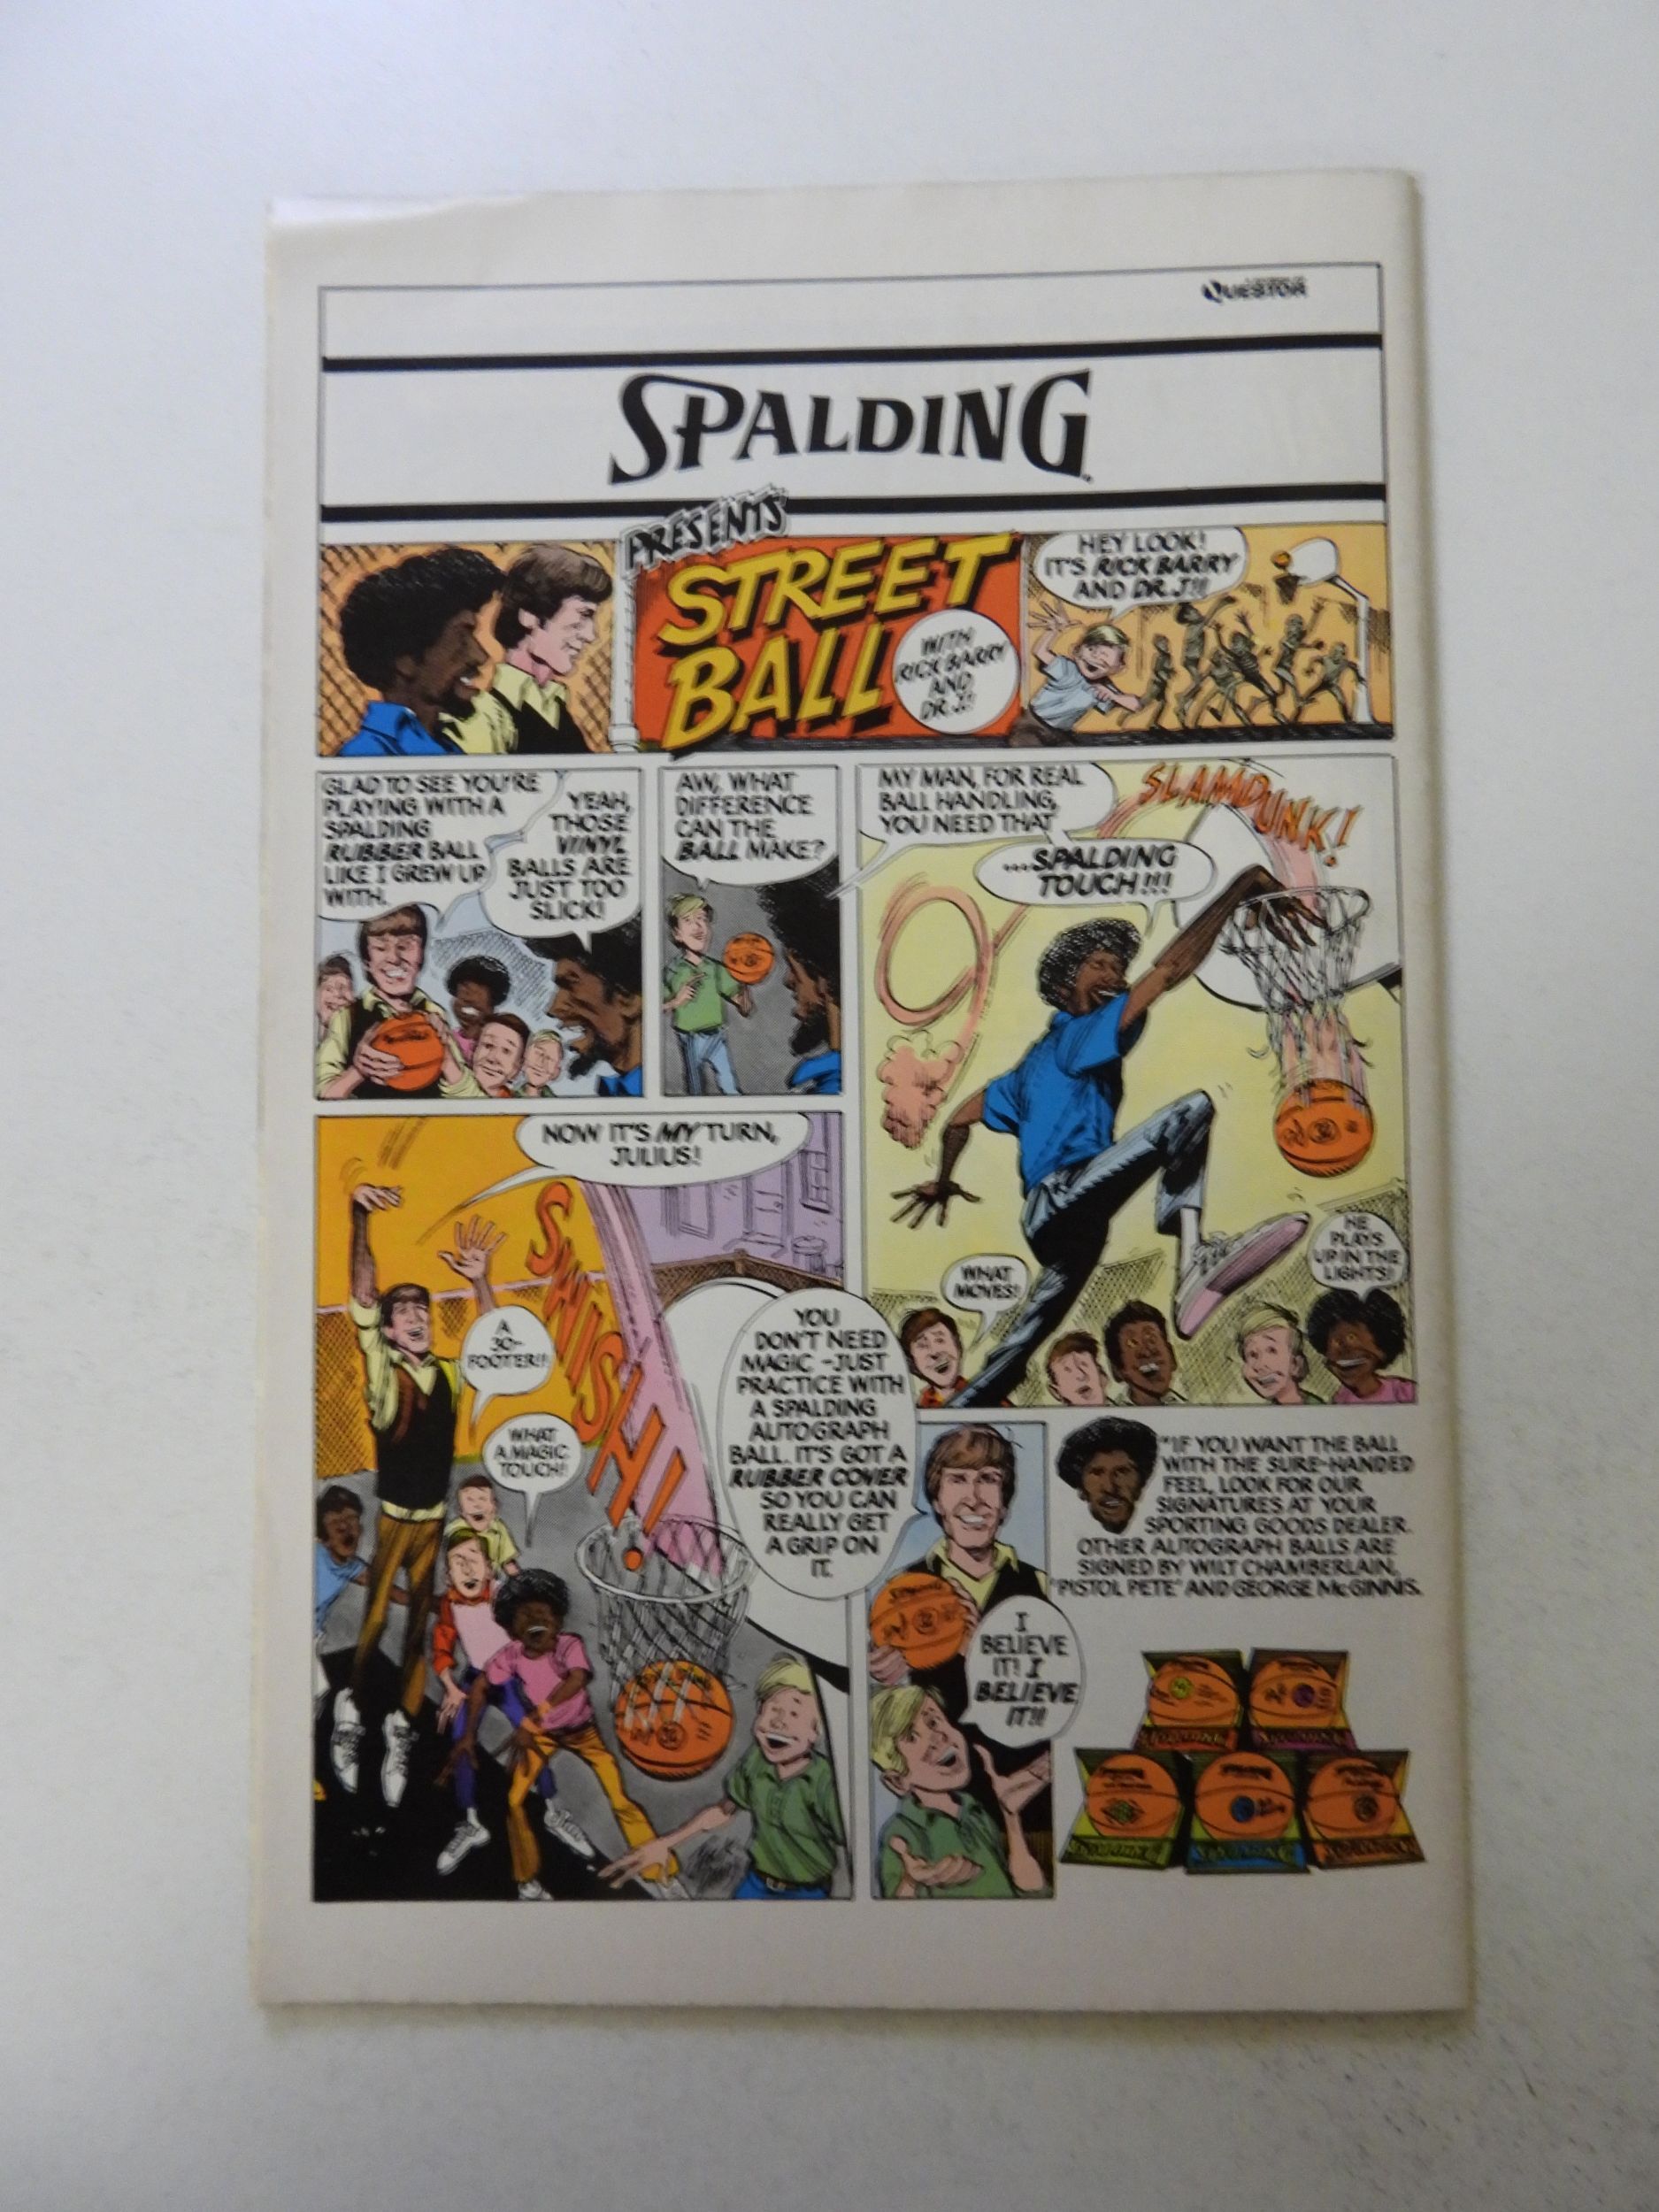 QUESTOR
SPALDING
PRESENTS
STREET
BALL
WITH
RICK BARRY
AND
DR. J!
HEY LOOK!
IT'S RICK BARRY
AND DR. J!!
GLAD TO SEE YOU'RE
PLAYING WITH A
SPALDING
RUBBER BALL
LIKE I GREW UP
WITH.
YEAH,
THOSE
VINYL
BALLS ARE
JUST TOO
SLICK!
AW, WHAT
DIFFERENCE
CAN THE
BALL MAKE?
MY MAN, FOR REAL
BALL HANDLING,
YOU NEED THAT
...SPALDING
TOUCH!!!
SLAMDUNK!
WHAT
MOVES!
HE
PLAYS
UP IN THE
LIGHTS!
NOW IT'S MY TURN,
JULIUS!
SWISH!
A
30-
FOOTER!!
WHAT
A MAGIC
TOUCH!
YOU
DON'T NEED
MAGIC - JUST
PRACTICE WITH
A SPALDING
AUTOGRAPH
BALL. IT'S GOT A
RUBBER COVER
SO YOU CAN
REALLY GET
A GRIP ON
IT.
I
BELIEVE
IT! I
BELIEVE
IT!!
"IF YOU WANT THE BALL
WITH THE SURE-HANDED
FEEL, LOOK FOR OUR
SIGNATURES AT YOUR
SPORTING GOODS DEALER.
OTHER AUTOGRAPH BALLS ARE
SIGNED BY WILT CHAMBERLAIN,
"PISTOL PETE" AND GEORGE McGINNIS.
SPALDING
SPALDING
SPALDING
SPALDING
SPALDING